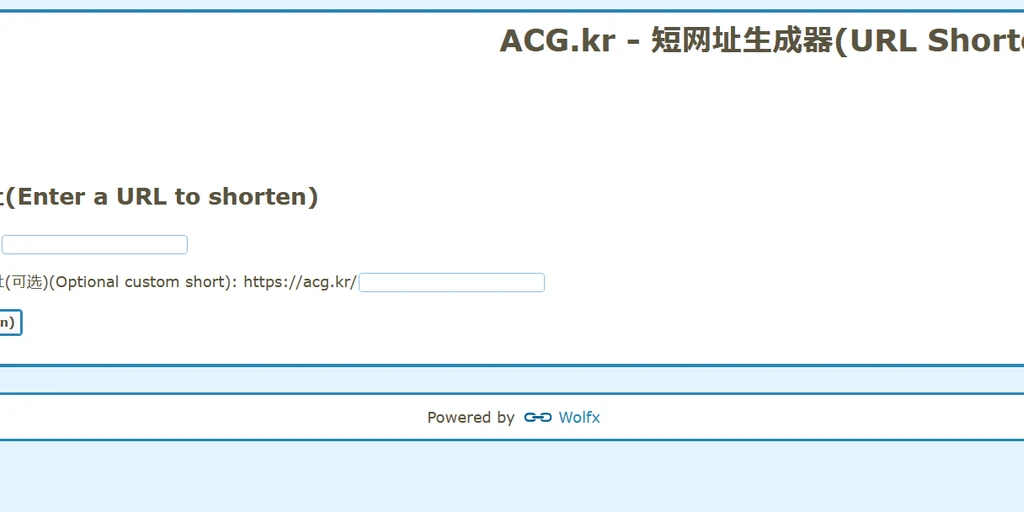 ACG.kr - 短网址生成器(URL Shorte
(Enter a URL to shorten)
(可选)(Optional custom short): https://acg.kr/
n)
Powered by Wolfx